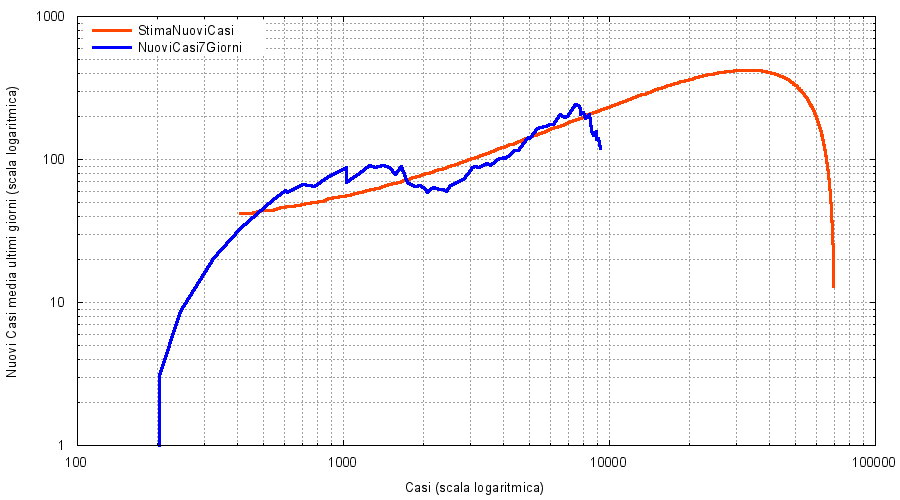 1000
StimaNuoviCasi
NuoviCasi7Giorni
100
10
1
100
1000
10000
100000
Nuovi Casi media ultimi giorni (scala logaritmica)
Casi (scala logaritmica)